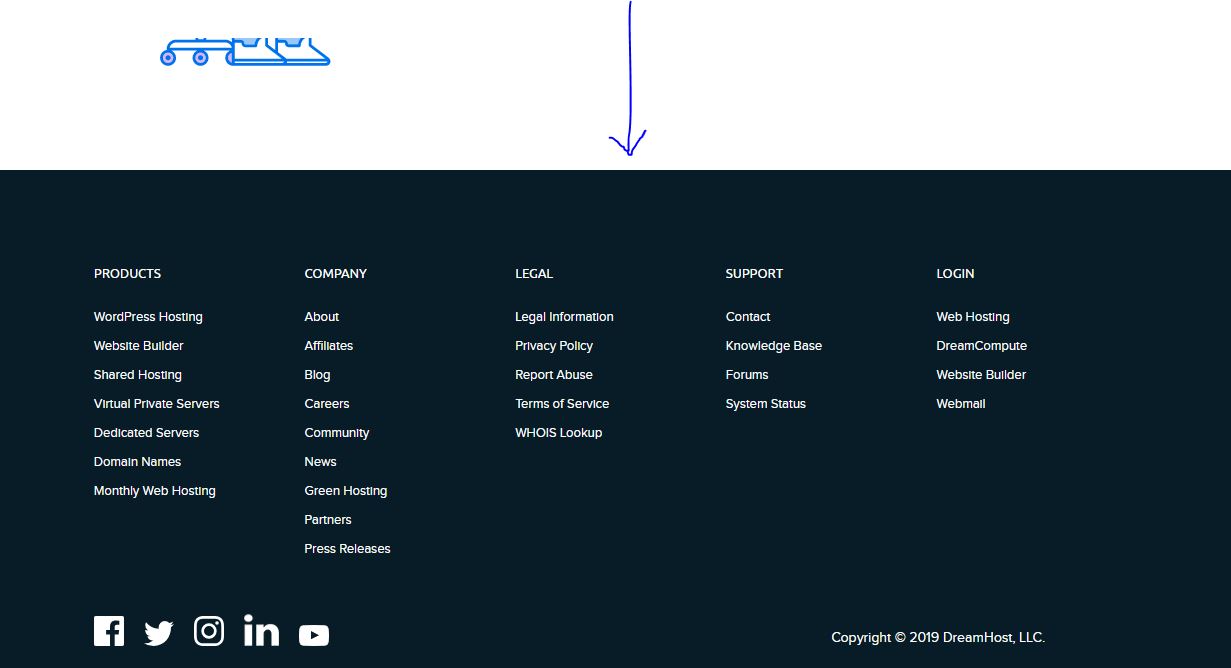 PRODUCTS
WordPress Hosting
Website Builder
Shared Hosting
Virtual Private Servers
Dedicated Servers
Domain Names
Monthly Web Hosting
COMPANY
About
Affiliates
Blog
Careers
Community
News
Green Hosting
Partners
Press Releases
LEGAL
Legal Information
Privacy Policy
Report Abuse
Terms of Service
WHOIS Lookup
SUPPORT
Contact
Knowledge Base
Forums
System Status
LOGIN
Web Hosting
DreamCompute
Website Builder
Webmail
Copyright © 2019 DreamHost, LLC.